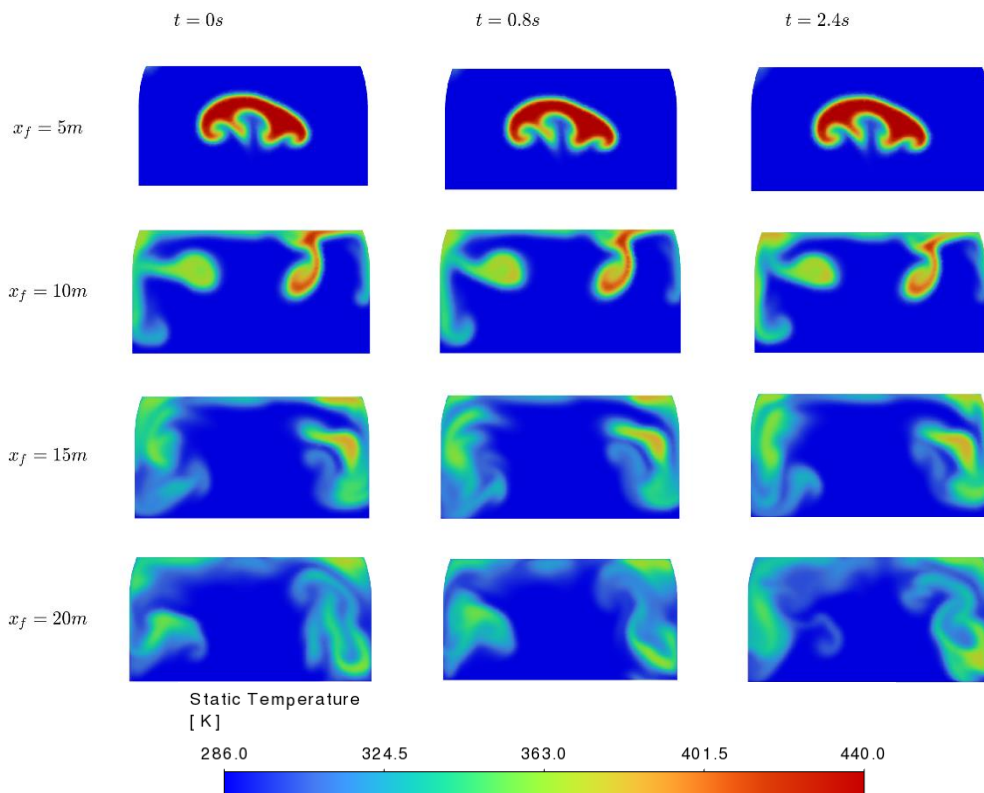 t = 0s t = 0.8s t = 2.4s
x_f = 5m
x_f = 10m
x_f = 15m
x_f = 20m
Static Temperature
[ K]
286.0 324.5 363.0 401.5 440.0